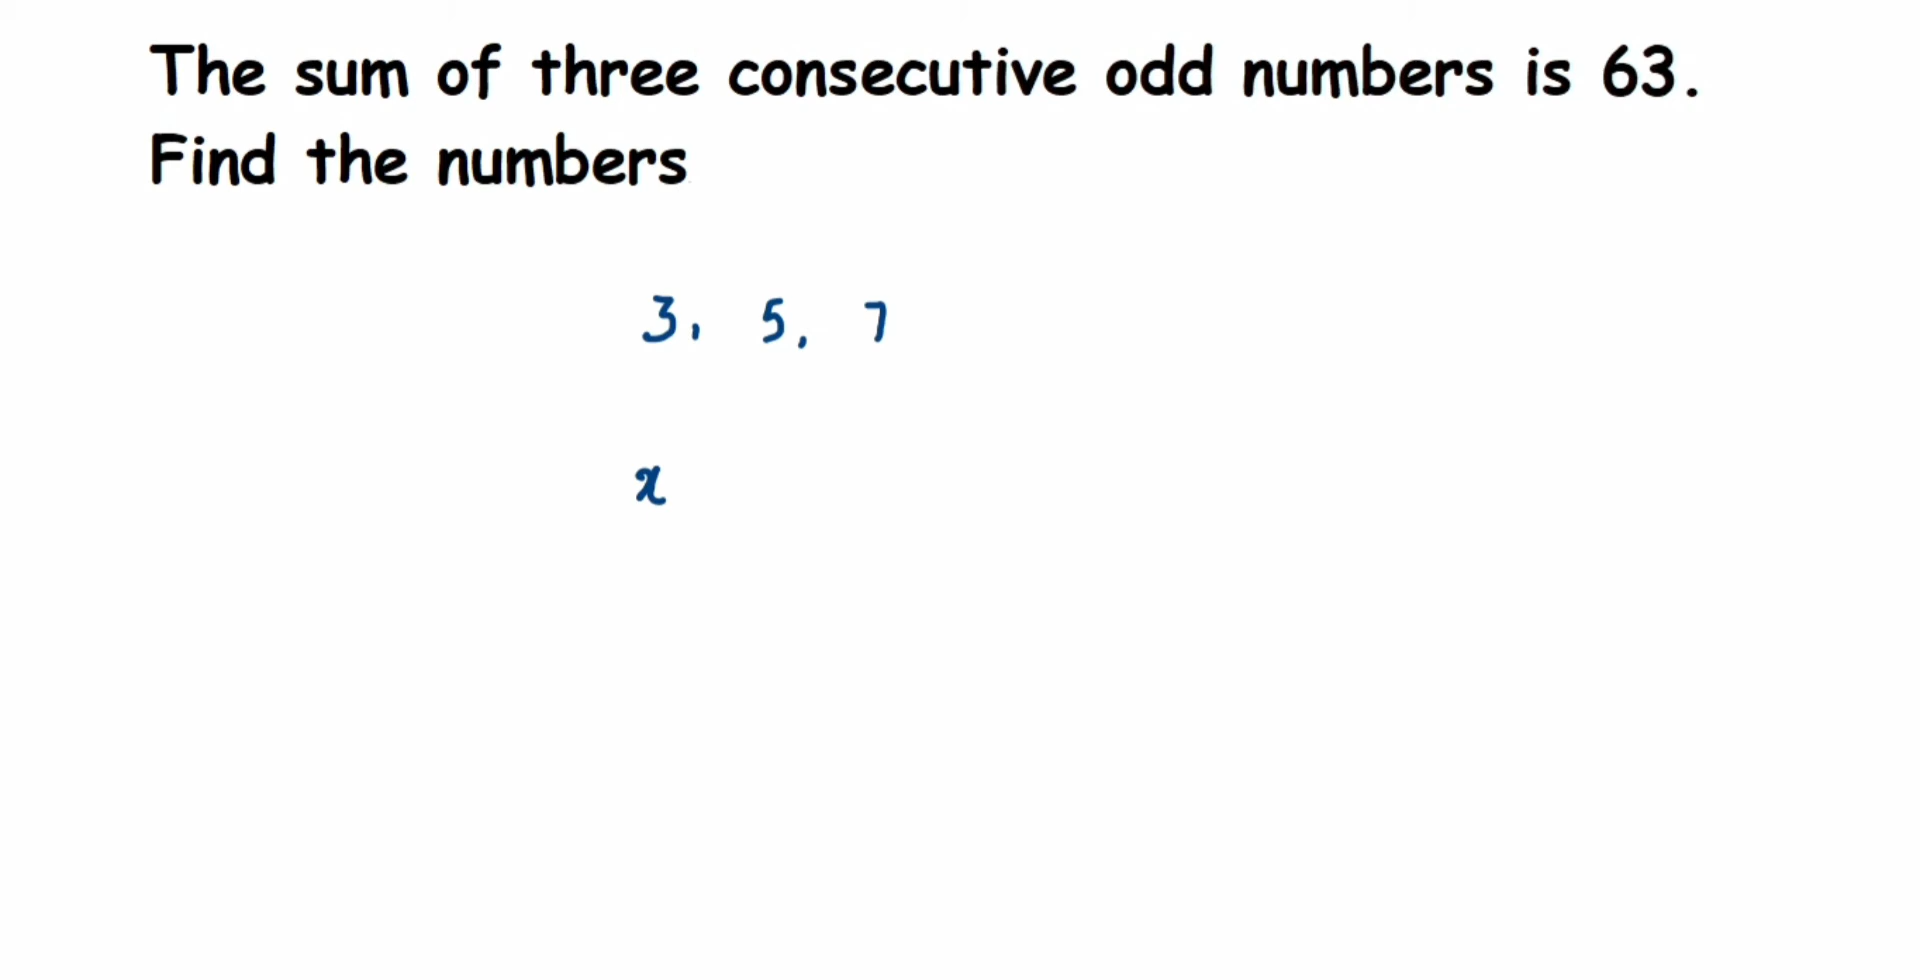 The sum of three consecutive odd numbers is 63.
Find the numbers
3, 5, 7
x